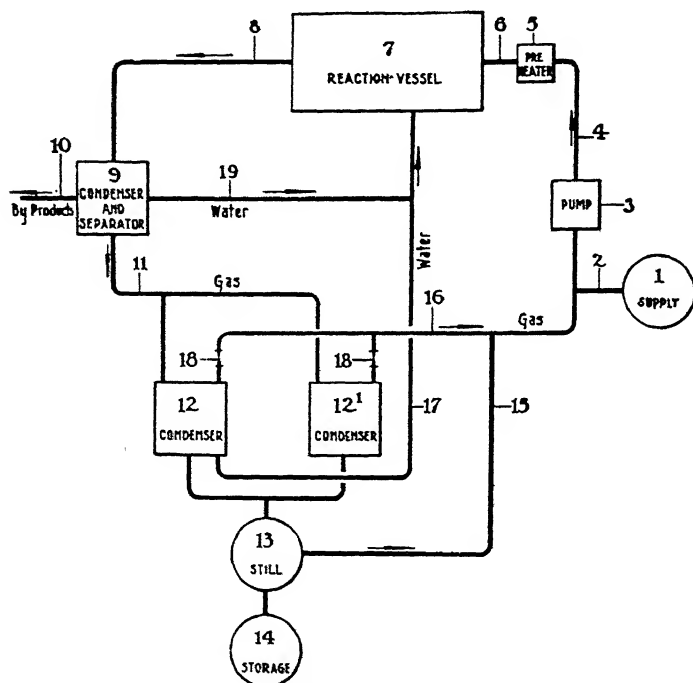 8
7
REACTION-VESSEL
6
5
PRE
HEATER
4
10
9
CONDENSER
AND
SEPARATOR
By Products
19
Water
PUMP
3
2
1
SUPPLY
11
Gas
Water
16
Gas
18
18
12
CONDENSER
12¹
CONDENSER
17
15
13
STILL
14
STORAGE